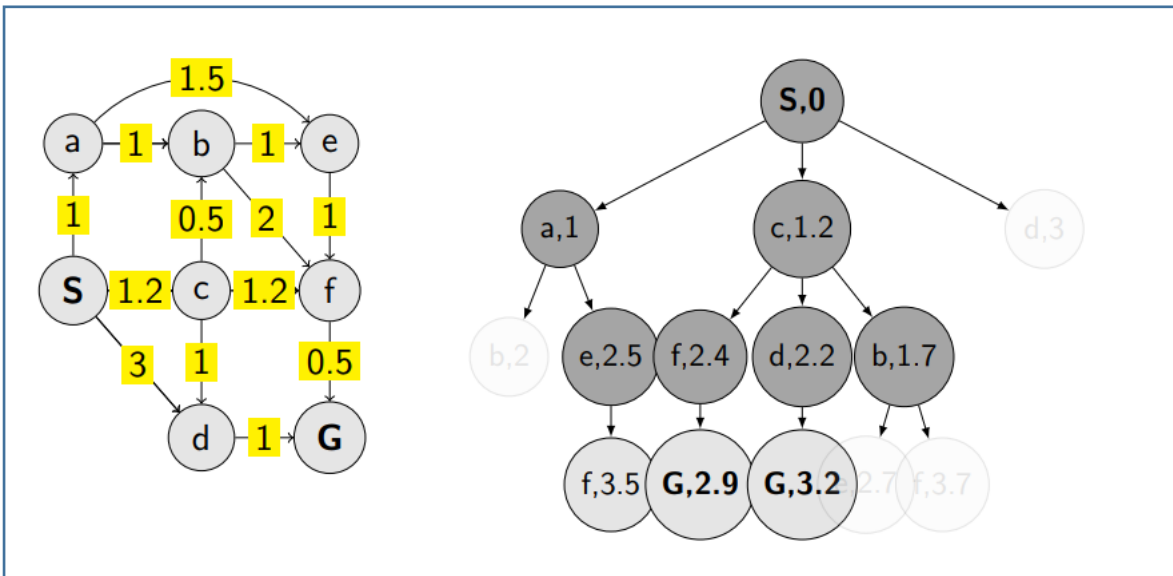 1.5
a 1 b 1 e
1 0.5 2 1
S 1.2 c 1.2 f
3 1 0.5
d 1 G
S,0
a,1 c,1.2 d,3
b,2 e,2.5 f,2.4 d,2.2 b,1.7
f,3.5 G,2.9 G,3.2 e,2.7 f,3.7